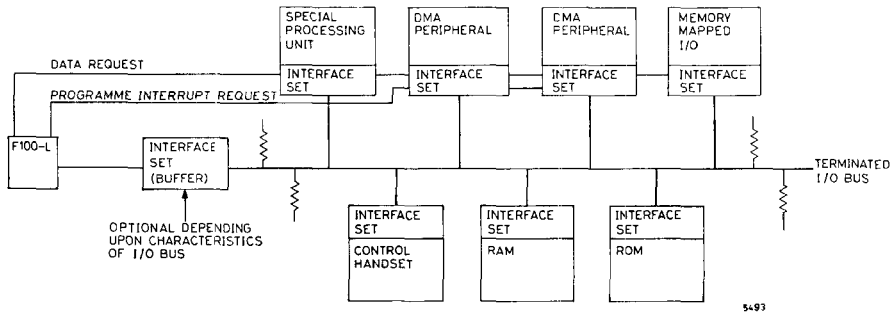 SPECIAL
PROCESSING
UNIT
INTERFACE
SET
DMA
PERIPHERAL
INTERFACE
SET
DMA
PERIPHERAL
INTERFACE
SET
MEMORY
MAPPED
I/O
INTERFACE
SET
DATA REQUEST
PROGRAMME INTERRUPT REQUEST
F100-L
INTERFACE
SET
(BUFFER)
TERMINATED
I/O BUS
OPTIONAL DEPENDING
UPON CHARACTERISTICS
OF I/O BUS
INTERFACE
SET
CONTROL
HANDSET
INTERFACE
SET
RAM
INTERFACE
SET
ROM
5493